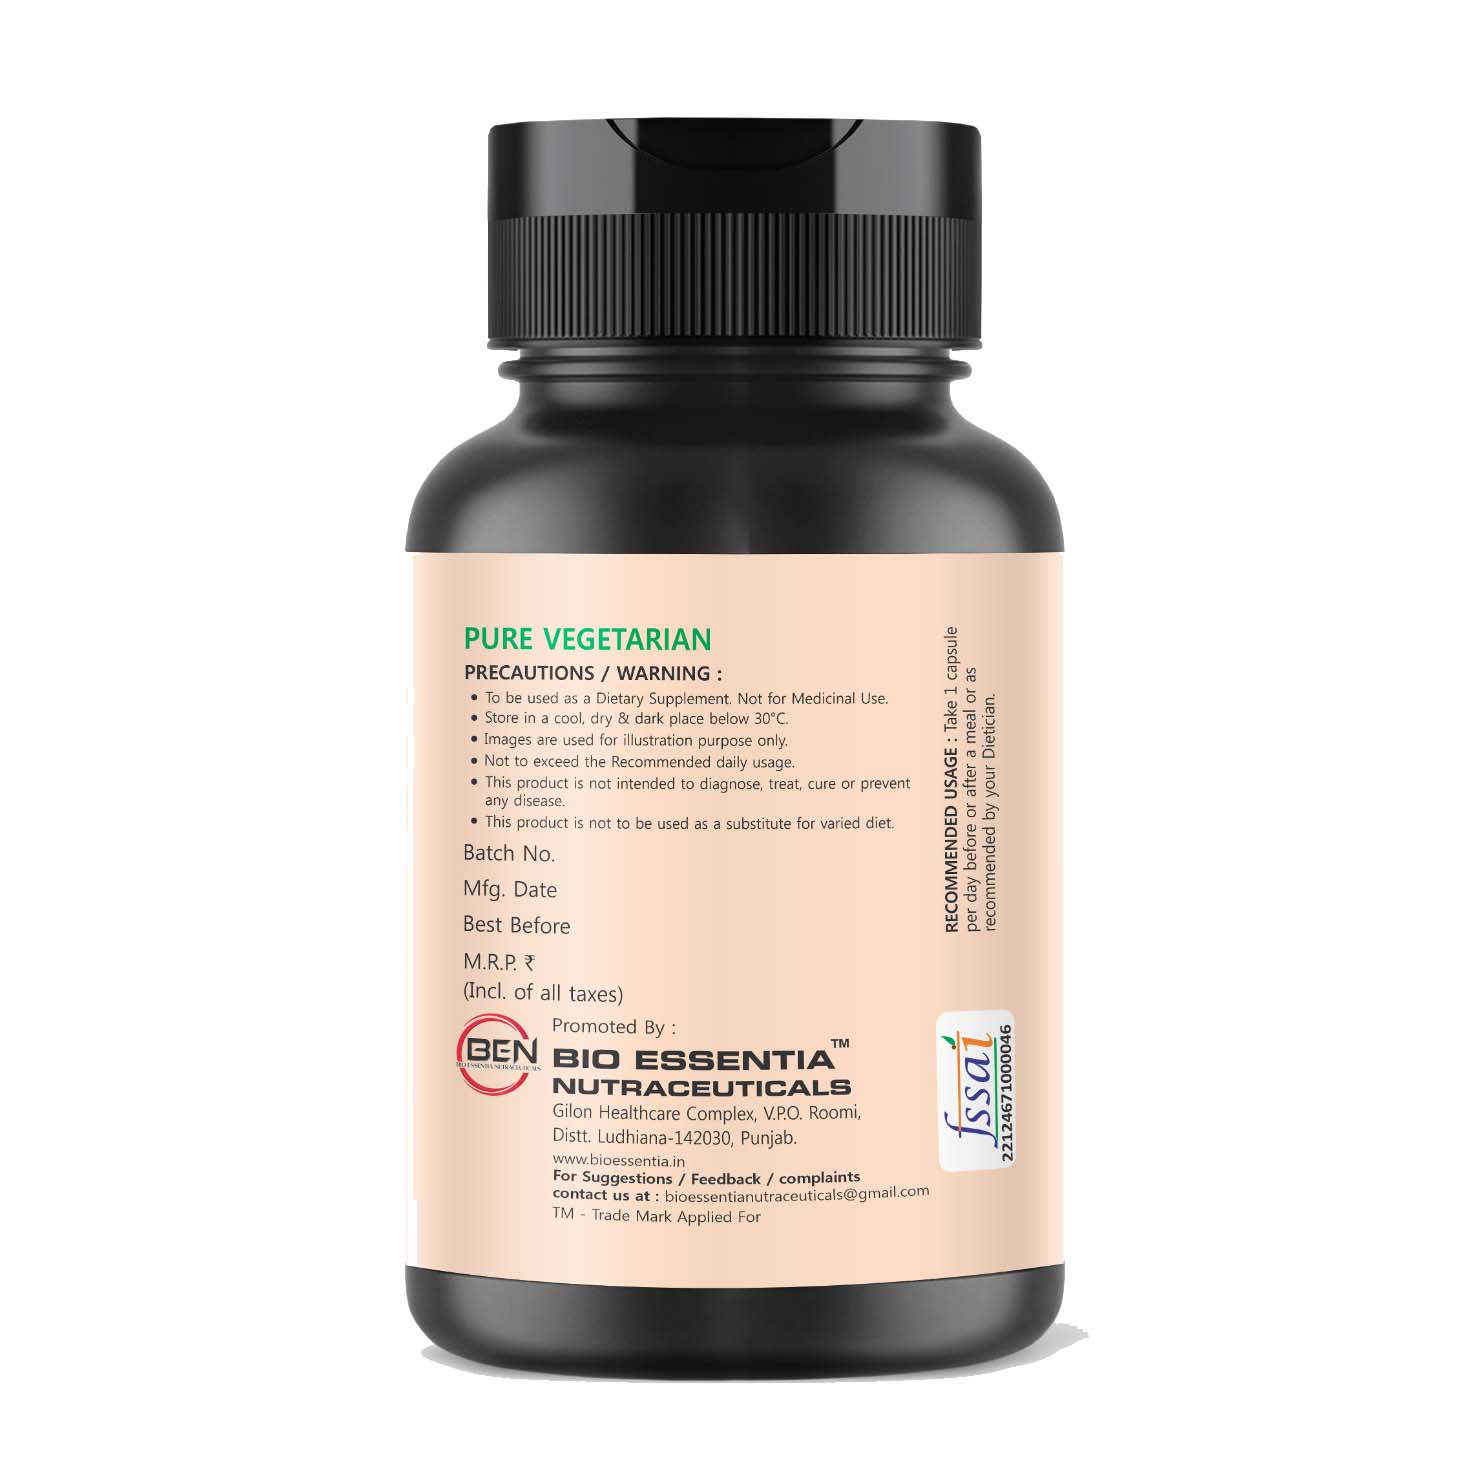 PURE VEGETARIAN
PRECAUTIONS / WARNING :
• To be used as a Dietary Supplement. Not for Medicinal Use.
• Store in a cool, dry & dark place below 30°C.
• Images are used for illustration purpose only.
• Not to exceed the Recommended daily usage.
• This product is not intended to diagnose, treat, cure or prevent
any disease.
• This product is not to be used as a substitute for varied diet.
Batch No.
Mfg. Date
Best Before
M.R.P. ₹
(Incl. of all taxes)
BEN
BIO ESSENTIA NUTRACEUTICALS
Promoted By :
BIO ESSENTIA™
NUTRACEUTICALS
Gilon Healthcare Complex, V.P.O. Roomi,
Distt. Ludhiana-142030, Punjab.
www.bioessentia.in
For Suggestions / Feedback / complaints
contact us at : bioessentianutraceuticals@gmail.com
TM - Trade Mark Applied For
RECOMMENDED USAGE : Take 1 capsule
per day before or after a meal or as
recommended by your Dietician.
fssai
22124671000046